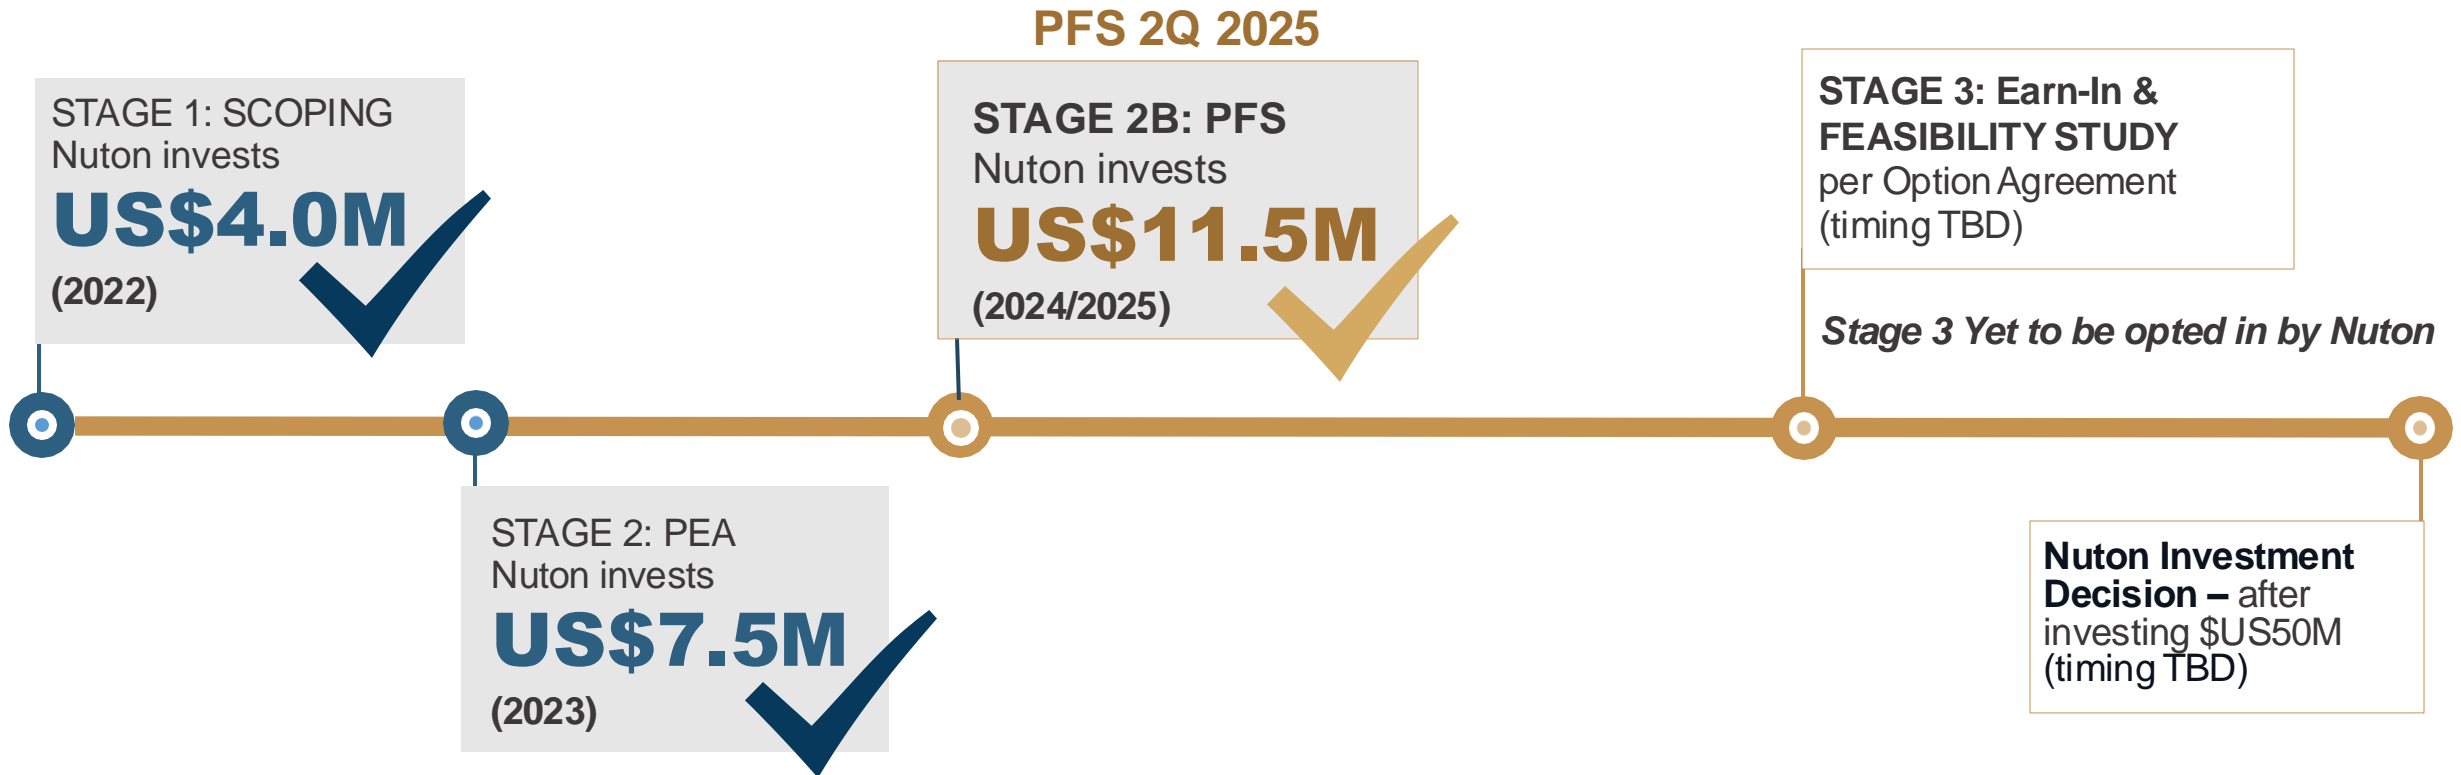 PFS 2Q 2025
STAGE 1: SCOPING
Nuton invests
US$4.0M
(2022)
STAGE 2: PEA
Nuton invests
US$7.5M
(2023)
STAGE 2B: PFS
Nuton invests
US$11.5M
(2024/2025)
STAGE 3: Earn-In &
FEASIBILITY STUDY
per Option Agreement
(timing TBD)
Stage 3 Yet to be opted in by Nuton
Nuton Investment
Decision – after
investing $US50M
(timing TBD)